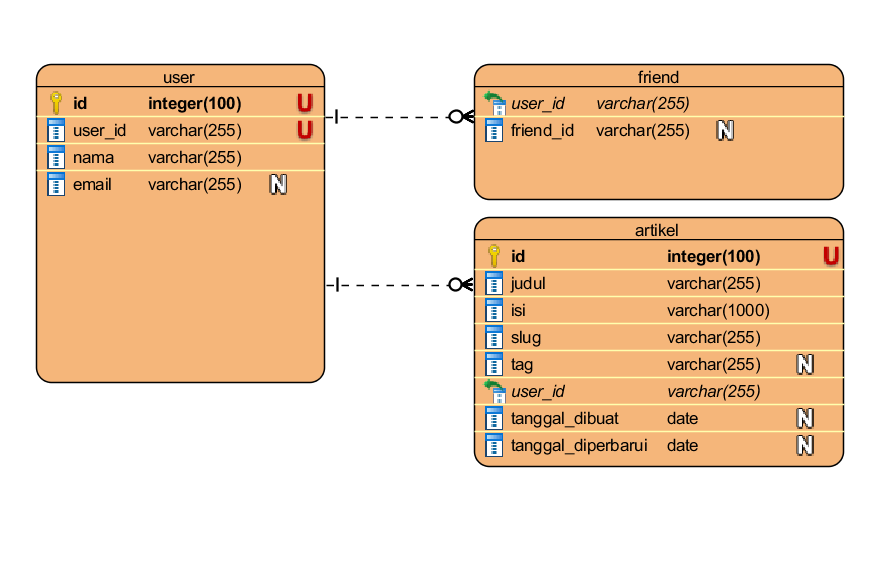 user
id integer(100) U
user_id varchar(255) U
nama varchar(255)
email varchar(255) N
friend
user_id varchar(255)
friend_id varchar(255) N
artikel
id integer(100) U
judul varchar(255)
isi varchar(1000)
slug varchar(255)
tag varchar(255) N
user_id varchar(255)
tanggal_dibuat date N
tanggal_diperbarui date N